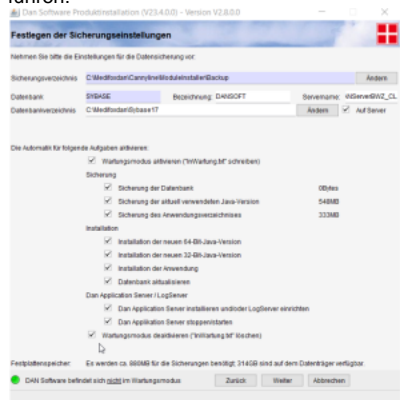 führen.
Dan Software Produktinstallation (V23.4.0.0) - Version V2.8.0.0
Festlegen der Sicherungseinstellungen
Nehmen Sie bitte die Einstellungen für die Datensicherung vor:
Sicherungsverzeichnis C:\Meditordan\Cannyline\ModuleInstaller\Backup Ändern
Datenbank SYBASE Bezeichnung: DANSOFT Servername:
Datenbankverzeichnis C:\Meditordan\Sybase17 Ändern Auf Server
Die Automatik für folgende Aufgaben aktivieren:
Wartungsmodus aktivieren ("InWartung.txt" schreiben)
Sicherung
Sicherung der Datenbank 0Bytes
Sicherung der aktuell verwendeten Java-Version 548MB
Sicherung des Anwendungsverzeichnises 333MB
Installation
Installation der neuen 64-Bit-Java-Version
Installation der neuen 32-Bit-Java-Version
Installation der Anwendung
Datenbank aktualisieren
Dan Application Server / LogServer
Dan Application Server installieren und/oder LogServer einrichten
Dan Application Server stoppen/starten
Wartungsmodus deaktivieren ("InWartung.txt" löschen)
Festplattenspeicher: Es werden ca. 880MB für die Sicherungen benötigt. 314GB sind auf dem Datenträger verfügbar.
DAN Software befindet sich nicht im Wartungsmodus Zurück Weiter Abbrechen